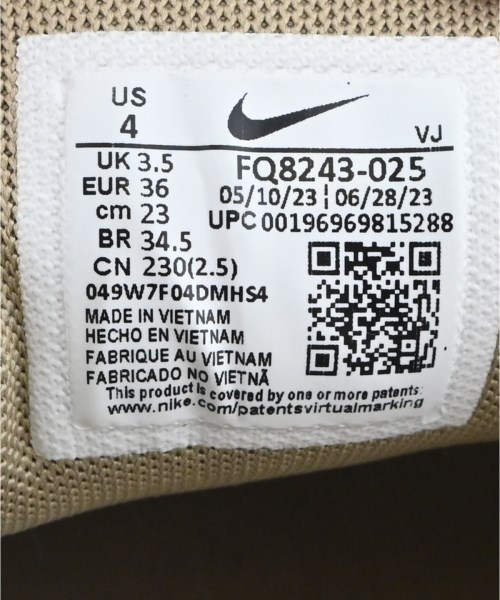 US
4
VJ
UK 3.5
EUR 36
cm 23
BR 34.5
CN 230(2.5)
FQ8243-025
05/10/23 | 06/28/23
UPC 00196969815288
049W7F04DMHS4
MADE IN VIETNAM
HECHO EN VIETNAM
FABRIQUE AU VIETNAM
FABRICADO NO VIETNÃ
This product is covered by one or more patents:
www.nike.com/patentsvirtualmarking